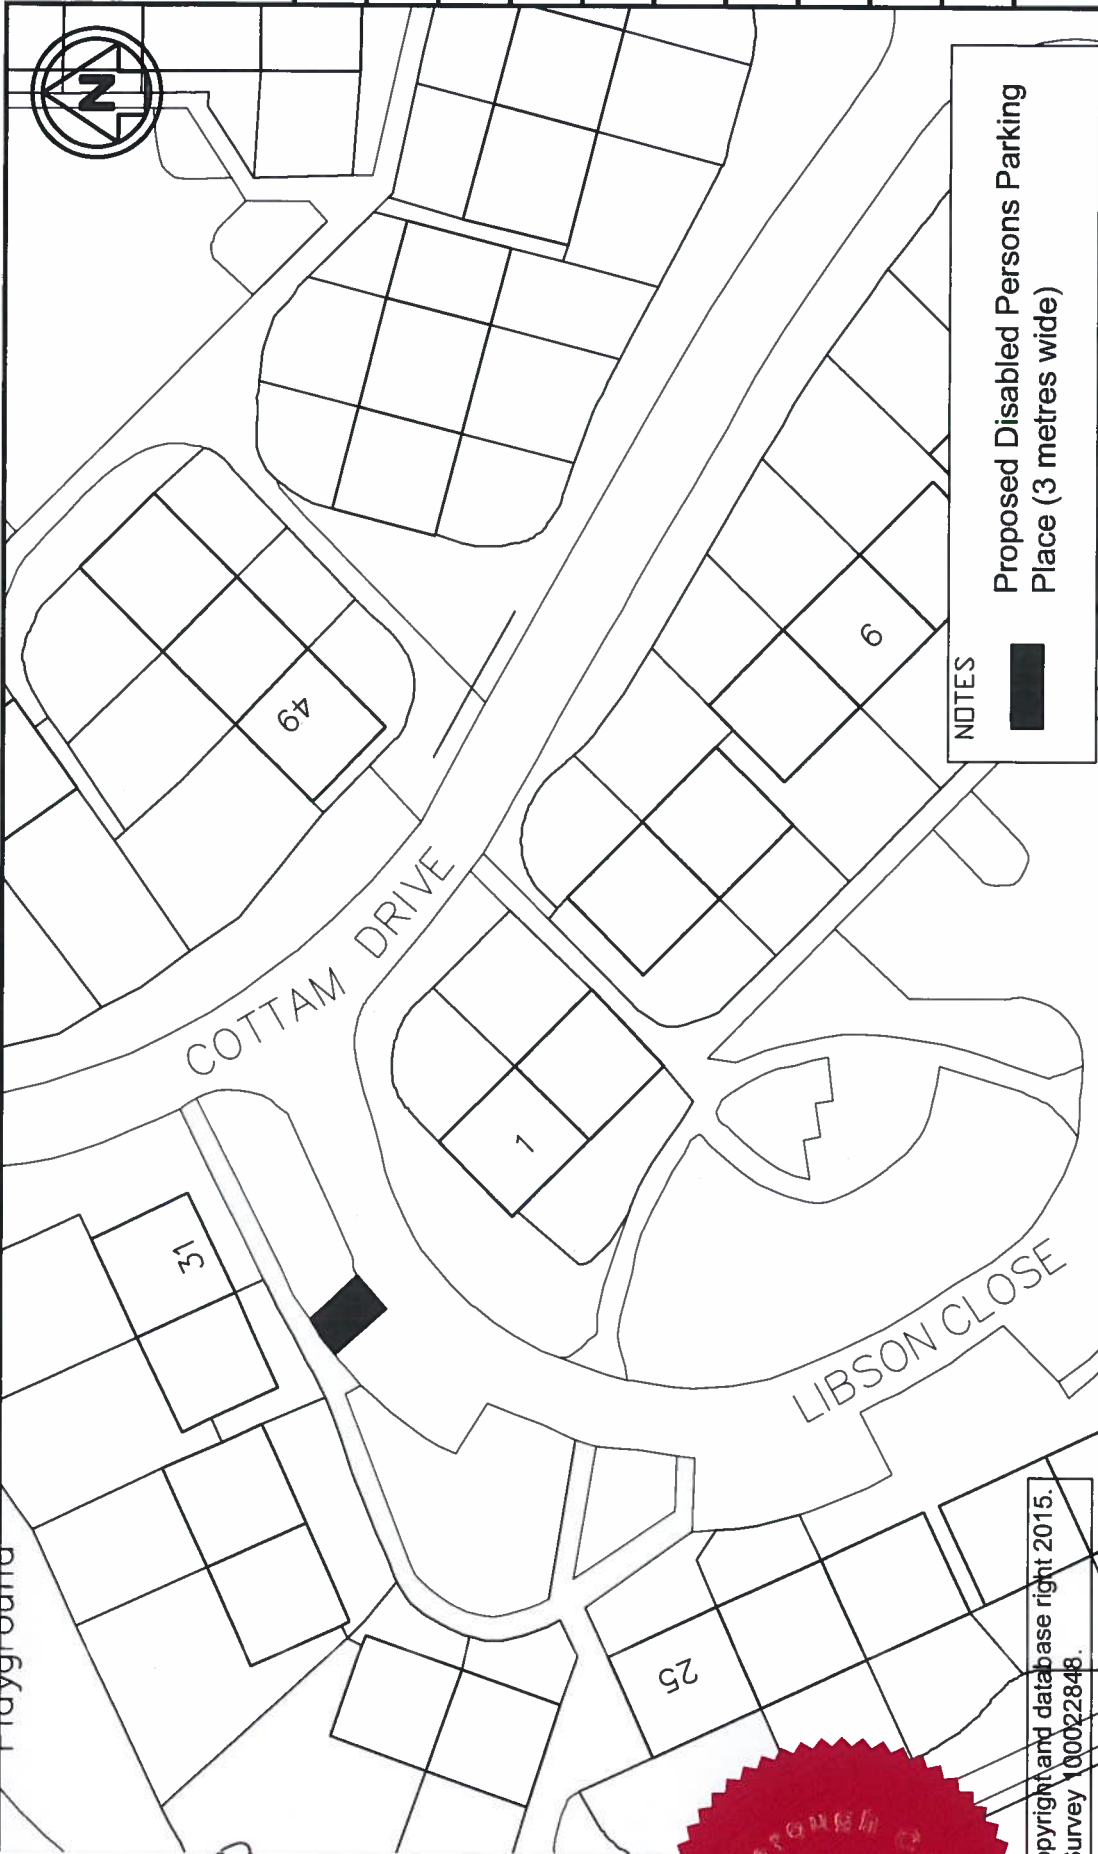 N
Playground
49
COTTAM DRIVE
31
1
6
25
LIBSON CLOSE
NOTES
Proposed Disabled Persons Parking
Place (3 metres wide)
opyright and database right 2015.
Survey 100022848.